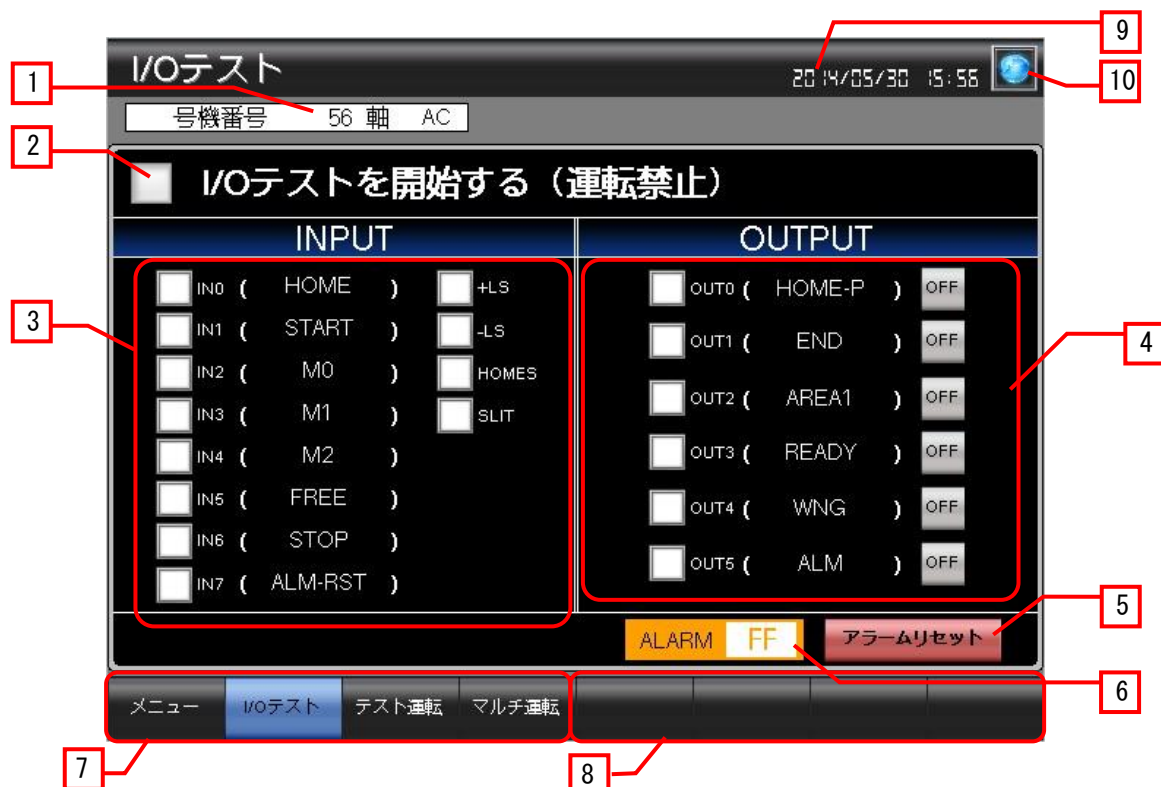 9
I/Oテスト
2014/05/30 15:56
10
1
号機番号 56 軸 AC
2
I/Oテストを開始する（運転禁止）
INPUT OUTPUT
3
IN0 ( HOME ) +LS
IN1 ( START ) -LS
IN2 ( M0 ) HOMES
IN3 ( M1 ) SLIT
IN4 ( M2 )
IN5 ( FREE )
IN6 ( STOP )
IN7 ( ALM-RST )
OUT0 ( HOME-P ) OFF
OUT1 ( END ) OFF
OUT2 ( AREA1 ) OFF
OUT3 ( READY ) OFF
OUT4 ( WNG ) OFF
OUT5 ( ALM ) OFF
4
5
ALARM FF アラームリセット
6
メニュー I/Oテスト テスト運転 マルチ運転
7
8